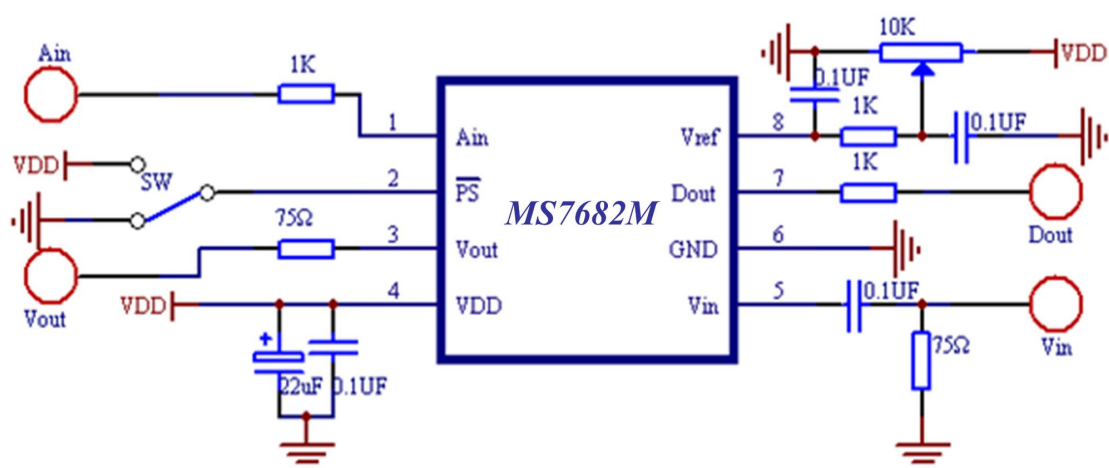 Ain
1K
1
Ain
VDD
SW
2
PS
75Ω
3
Vout
Vout
VDD
4
VDD
+
22uF
0.1UF
MS7682M
10K
VDD
0.1UF
1K
Vref
8
0.1UF
1K
Dout
7
Dout
GND
6
Vin
5
0.1UF
75Ω
Vin